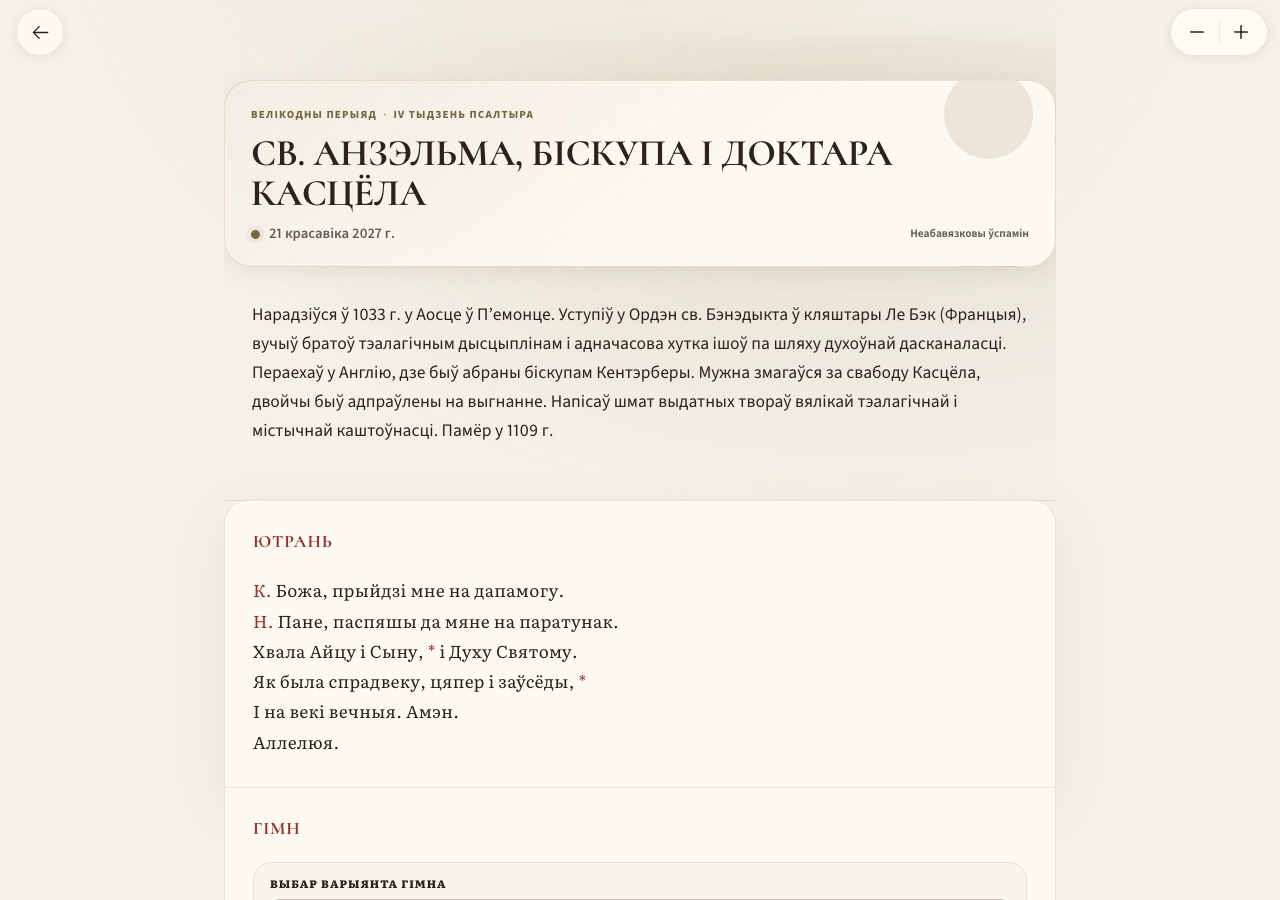 ВЕЛІКОДНЫ ПЕРЫЯД · IV ТЫДЗЕНЬ ПСАЛТЫРА
СВ. АНЗЭЛЬМА, БІСКУПА І ДОКТАРА
КАСЦЁЛА
21 красавіка 2027 г.
Неабавязковы ўспамін
Нарадзіўся ў 1033 г. у Аосце ў П’емонце. Уступіў у Ордэн св. Бэнэдыкта ў кляштары Ле Бэк (Францыя),
вучыў братоў тэалагічным дысцыплінам і адначасова хутка ішоў па шляху духоўнай дасканаласці.
Пераехаў у Англію, дзе быў абраны біскупам Кентэрберы. Мужна змагаўся за свабоду Касцёла,
двойчы быў адпраўлены на выгнанне. Напісаў шмат выдатных твораў вялікай тэалагічнай і
містычнай каштоўнасці. Памёр у 1109 г.
ЮТРАНЬ
К. Божа, прыйдзі мне на дапамогу.
Н. Пане, паспяшы да мяне на паратунак.
Хвала Айцу і Сыну, * і Духу Святому.
Як была спрадвеку, цяпер і заўсёды, *
І на векі вечныя. Амэн.
Аллелюя.
ГІМН
ВЫБАР ВАРЫЯНТА ГІМНА